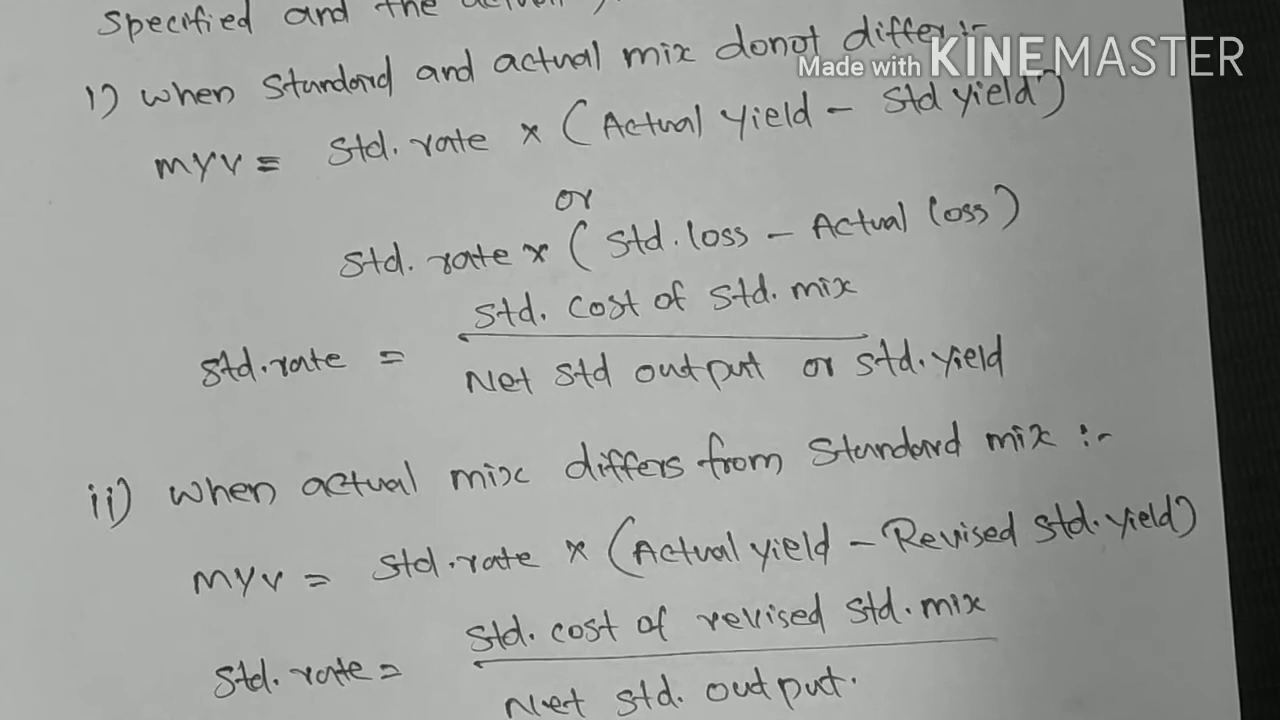 Specified and the
i) when standard and actual mix donot differ:-
Made with KINEMASTER
MYV = Std. rate x (Actual yield - Std yield)
or
Std. rate x (Std. loss - Actual loss)
Std. rate = Std. cost of std. mix
Net std output or std. yield
ii) when actual mix differs from standard mix :-
MYV = Std. rate x (Actual yield - Revised std. yield)
Std. rate = Std. cost of revised std. mix
Net std. output.